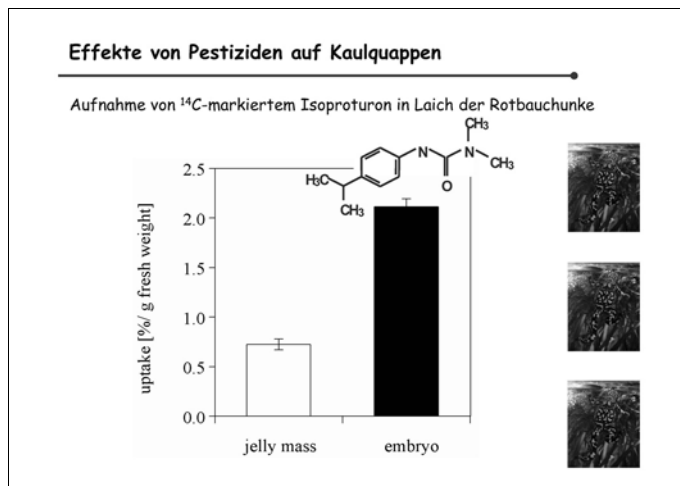 Effekte von Pestiziden auf Kaulquappen
Aufnahme von ¹⁴C-markiertem Isoproturon in Laich der Rotbauchunke
CH₃
NH
N
CH₃
O
H₃C
CH₃
uptake [%/ g fresh weight]
2.5
2.0
1.5
1.0
0.5
0.0
jelly mass
embryo